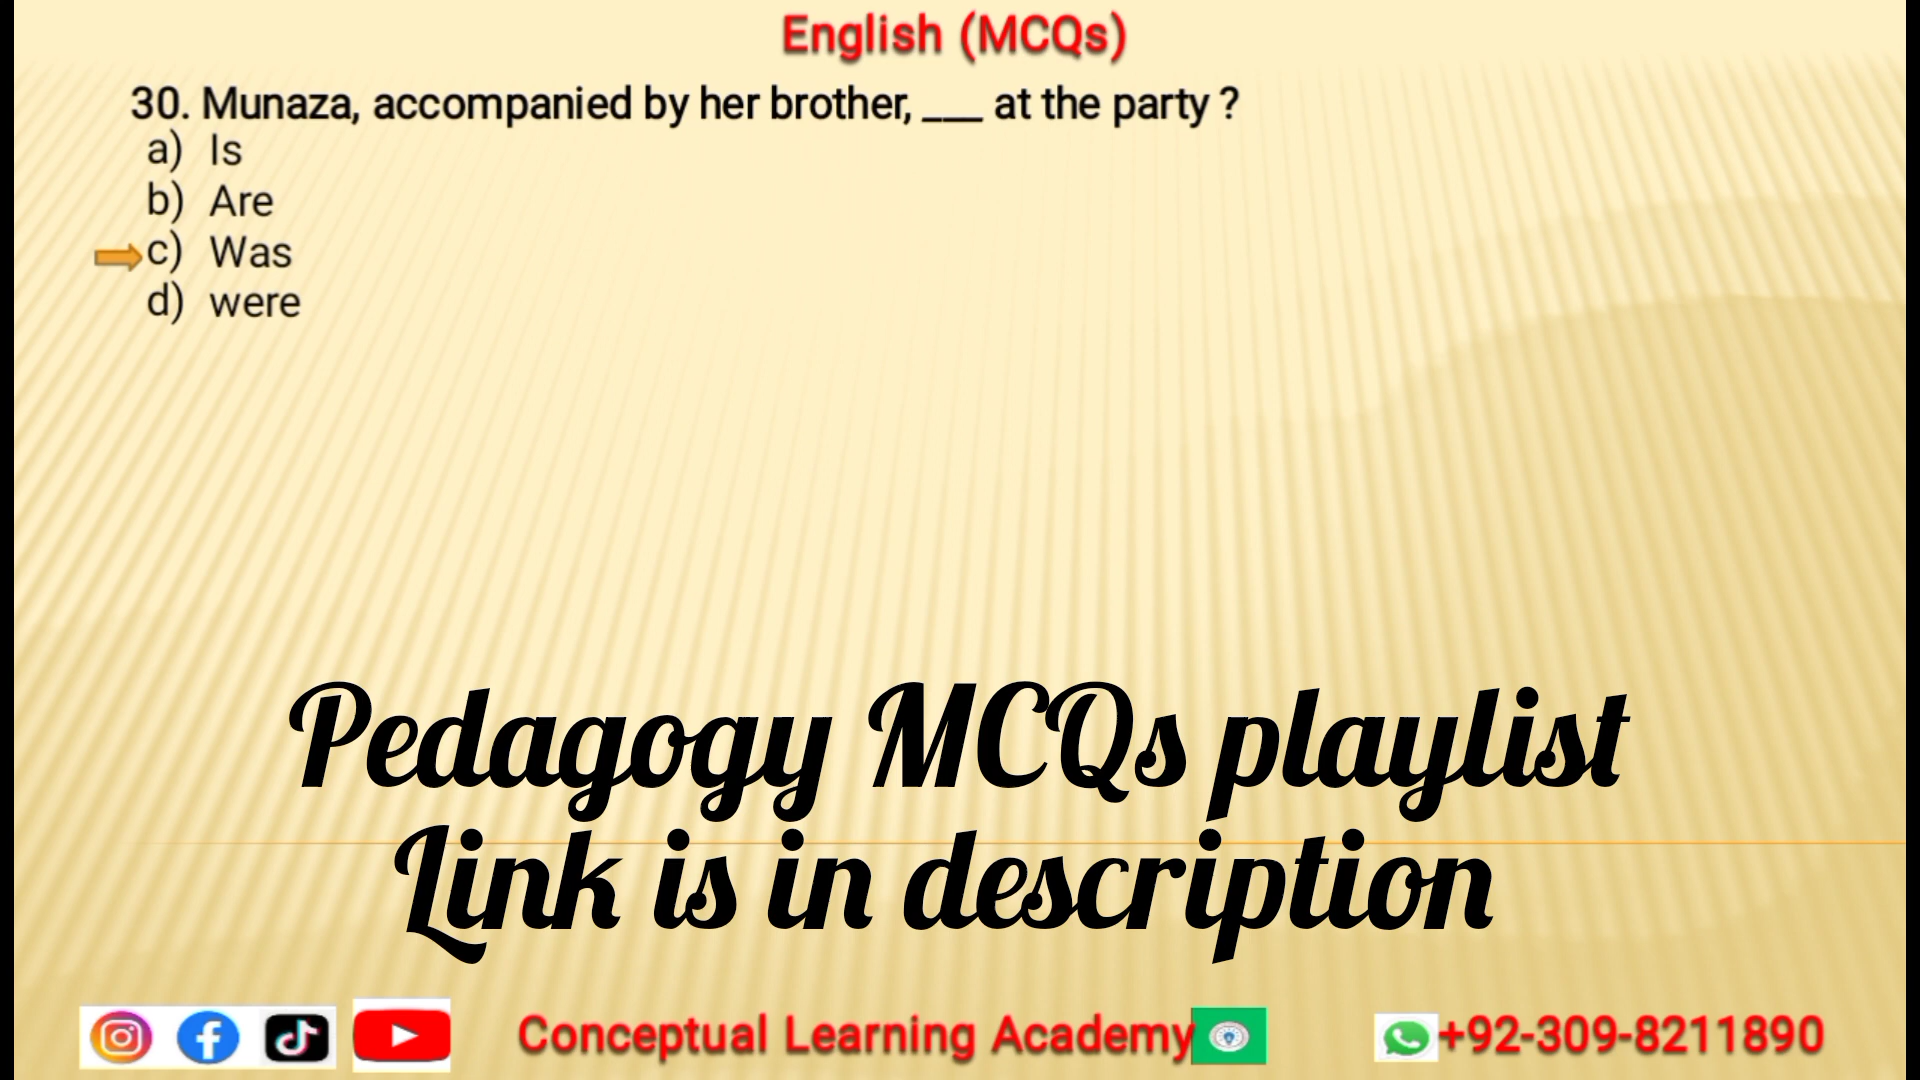 English (MCQs)
30. Munaza, accompanied by her brother, ___ at the party ?
a) Is
b) Are
c) Was
d) were
Pedagogy MCQs playlist
Link is in description
Conceptual Learning Academy
+92-309-8211890